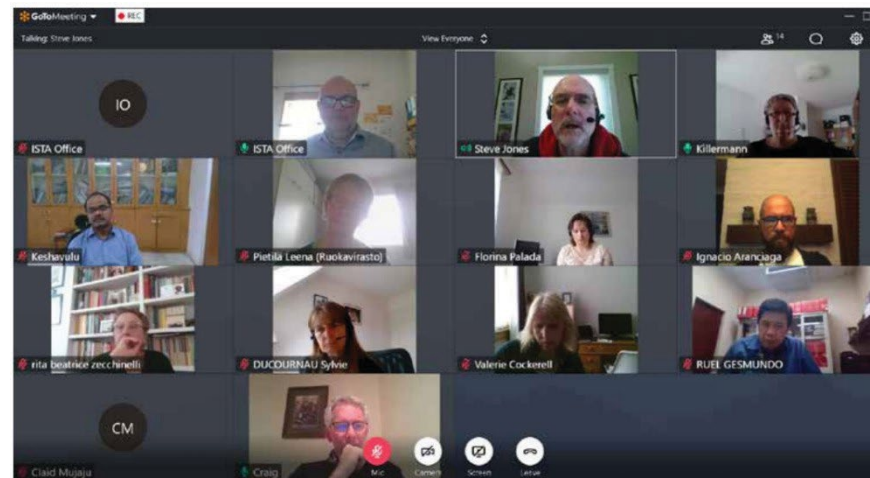 GoToMeeting
REC
Talking: Steve Jones
View Everyone
14
IO
ISTA Office
ISTA Office
Steve Jones
Killermann
Keshavulu
Pietilä Leena (Ruokavirasto)
Florina Palada
Ignacio Aranciaga
rita beatrice zecchinelli
DUCOURNAU Sylvie
Valerie Cockerell
RUEL GESMUNDO
CM
Claid Mujaju
Craig
Mic
Camera
Screen
Leave